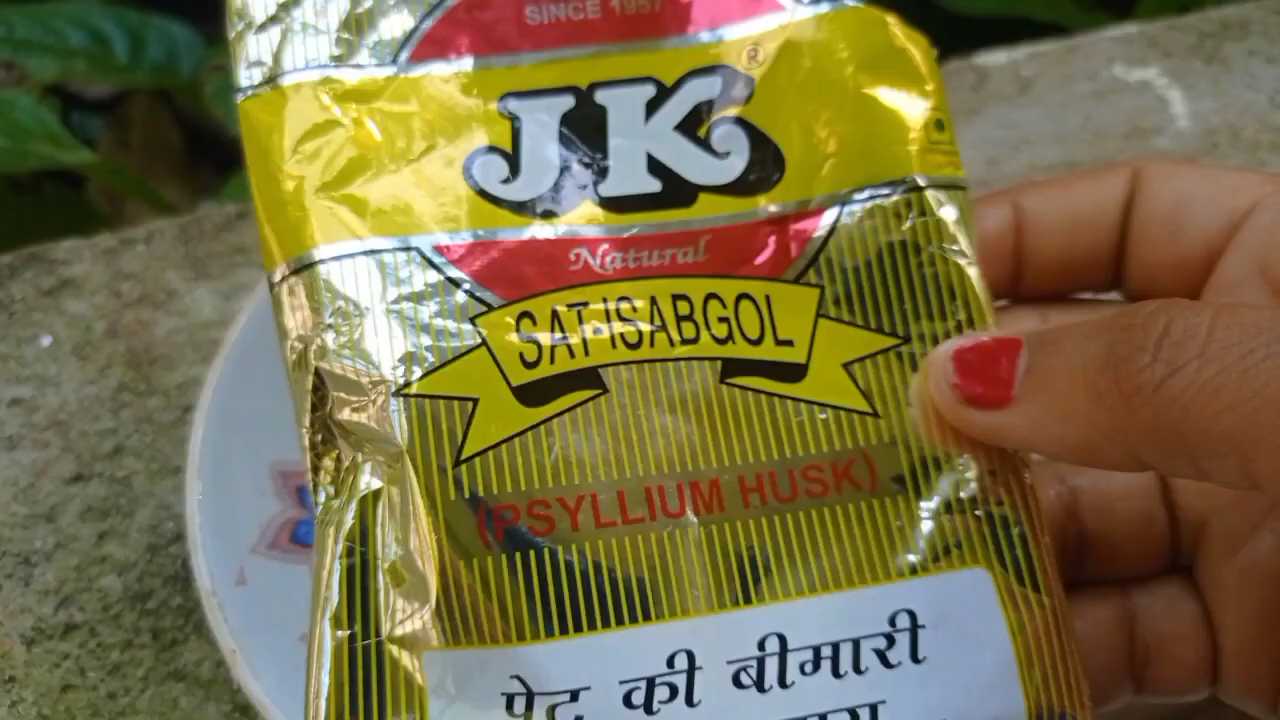 SINCE 1957
JK®
Natural
SAT-ISABGOL
(PSYLLIUM HUSK)
पेट की बीमारी